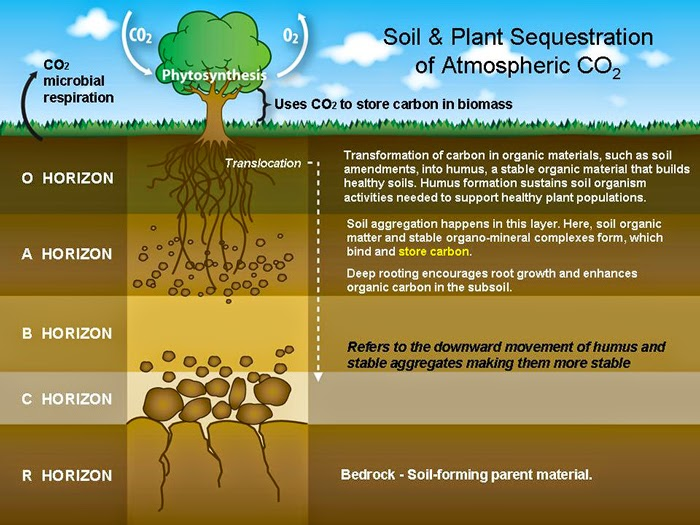 Soil & Plant Sequestration
of Atmospheric CO2
CO2
O2
Phytosynthesis
CO2
microbial
respiration
Uses CO2 to store carbon in biomass
Translocation
O HORIZON
Transformation of carbon in organic materials, such as soil
amendments, into humus, a stable organic material that builds
healthy soils. Humus formation sustains soil organism
activities needed to support healthy plant populations.
A HORIZON
Soil aggregation happens in this layer. Here, soil organic
matter and stable organo-mineral complexes form, which
bind and store carbon.
Deep rooting encourages root growth and enhances
organic carbon in the subsoil.
B HORIZON
Refers to the downward movement of humus and
stable aggregates making them more stable
C HORIZON
R HORIZON
Bedrock - Soil-forming parent material.